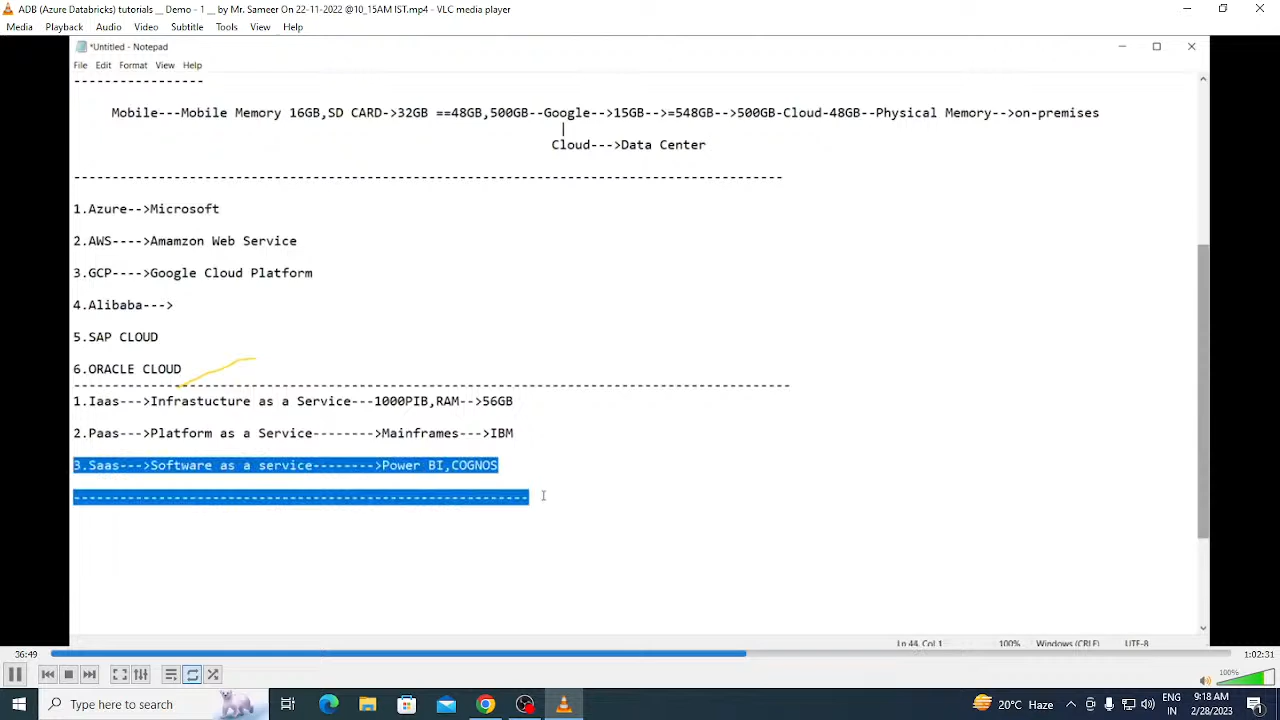 ADB (Azure Databricks) tutorials __ Demo - 1 __ by Mr. Sameer On 22-11-2022 @10_15AM IST.mp4 - VLC media player
Media Playback Audio Video Subtitle Tools View Help
*Untitled - Notepad
File Edit Format View Help
-----------------
Mobile---Mobile Memory 16GB,SD CARD->32GB ==48GB,500GB--Google-->15GB-->=548GB-->500GB-Cloud-48GB--Physical Memory-->on-premises
|
Cloud--->Data Center
--------------------------------------------------------------------------------------------
1.Azure-->Microsoft
2.AWS---->Amamzon Web Service
3.GCP---->Google Cloud Platform
4.Alibaba--->
5.SAP CLOUD
6.ORACLE CLOUD
---------------------------------------------------------------------------------------------
1.Iaas--->Infrastucture as a Service---1000PIB,RAM-->56GB
2.Paas--->Platform as a Service-------->Mainframes--->IBM
3.Saas--->Software as a service-------->Power BI,COGNOS
-----------------------------------------------------------
Ln 44, Col 1 100% Windows (CRLF) UTF-8
36:49 1:02:31
100%
Type here to search 20°C Haze ENG 9:18 AM
IN 2/28/2023